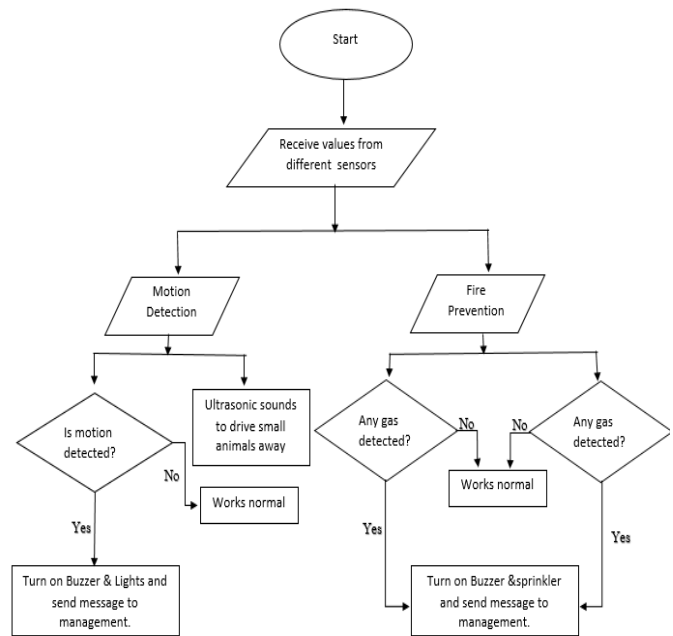 Start
Receive values from
different sensors
Motion
Detection
Fire
Prevention
Is motion
detected?
Ultrasonic sounds
to drive small
animals away
Any gas
detected?
Any gas
detected?
No
No
No
Works normal
Works normal
Yes
Yes
Yes
Turn on Buzzer & Lights and
send message to
management.
Turn on Buzzer &sprinkler
and send message to
management.